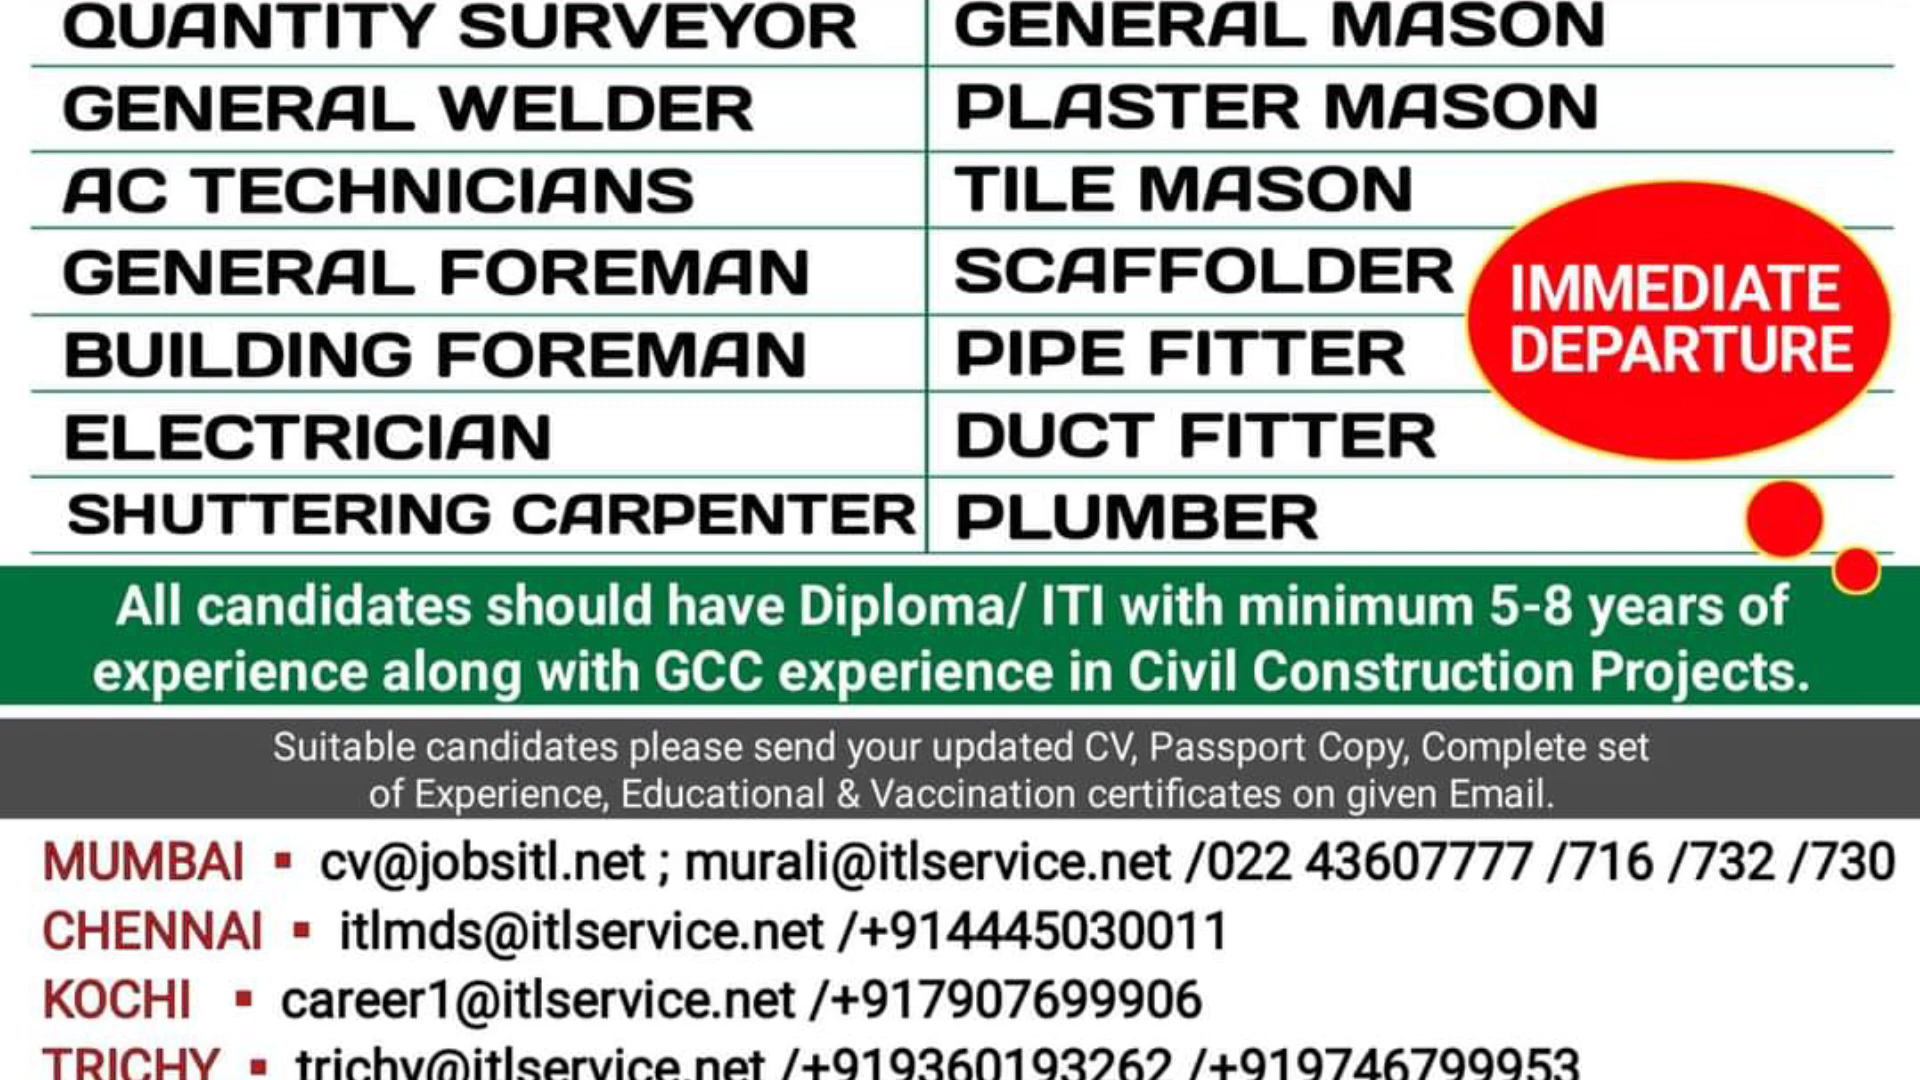 QUANTITY SURVEYOR
GENERAL MASON
GENERAL WELDER
PLASTER MASON
AC TECHNICIANS
TILE MASON
GENERAL FOREMAN
SCAFFOLDER
BUILDING FOREMAN
PIPE FITTER
ELECTRICIAN
DUCT FITTER
SHUTTERING CARPENTER
PLUMBER
IMMEDIATE
DEPARTURE
All candidates should have Diploma/ ITI with minimum 5-8 years of
experience along with GCC experience in Civil Construction Projects.
Suitable candidates please send your updated CV, Passport Copy, Complete set
of Experience, Educational & Vaccination certificates on given Email.
MUMBAI ▪ cv@jobsitl.net ; murali@itlservice.net /022 43607777 /716 /732 /730
CHENNAI ▪ itlmds@itlservice.net /+914445030011
KOCHI ▪ career1@itlservice.net /+917907699906
TRICHY ▪ trichy@itlservice.net /+919360193262 /+919746799953